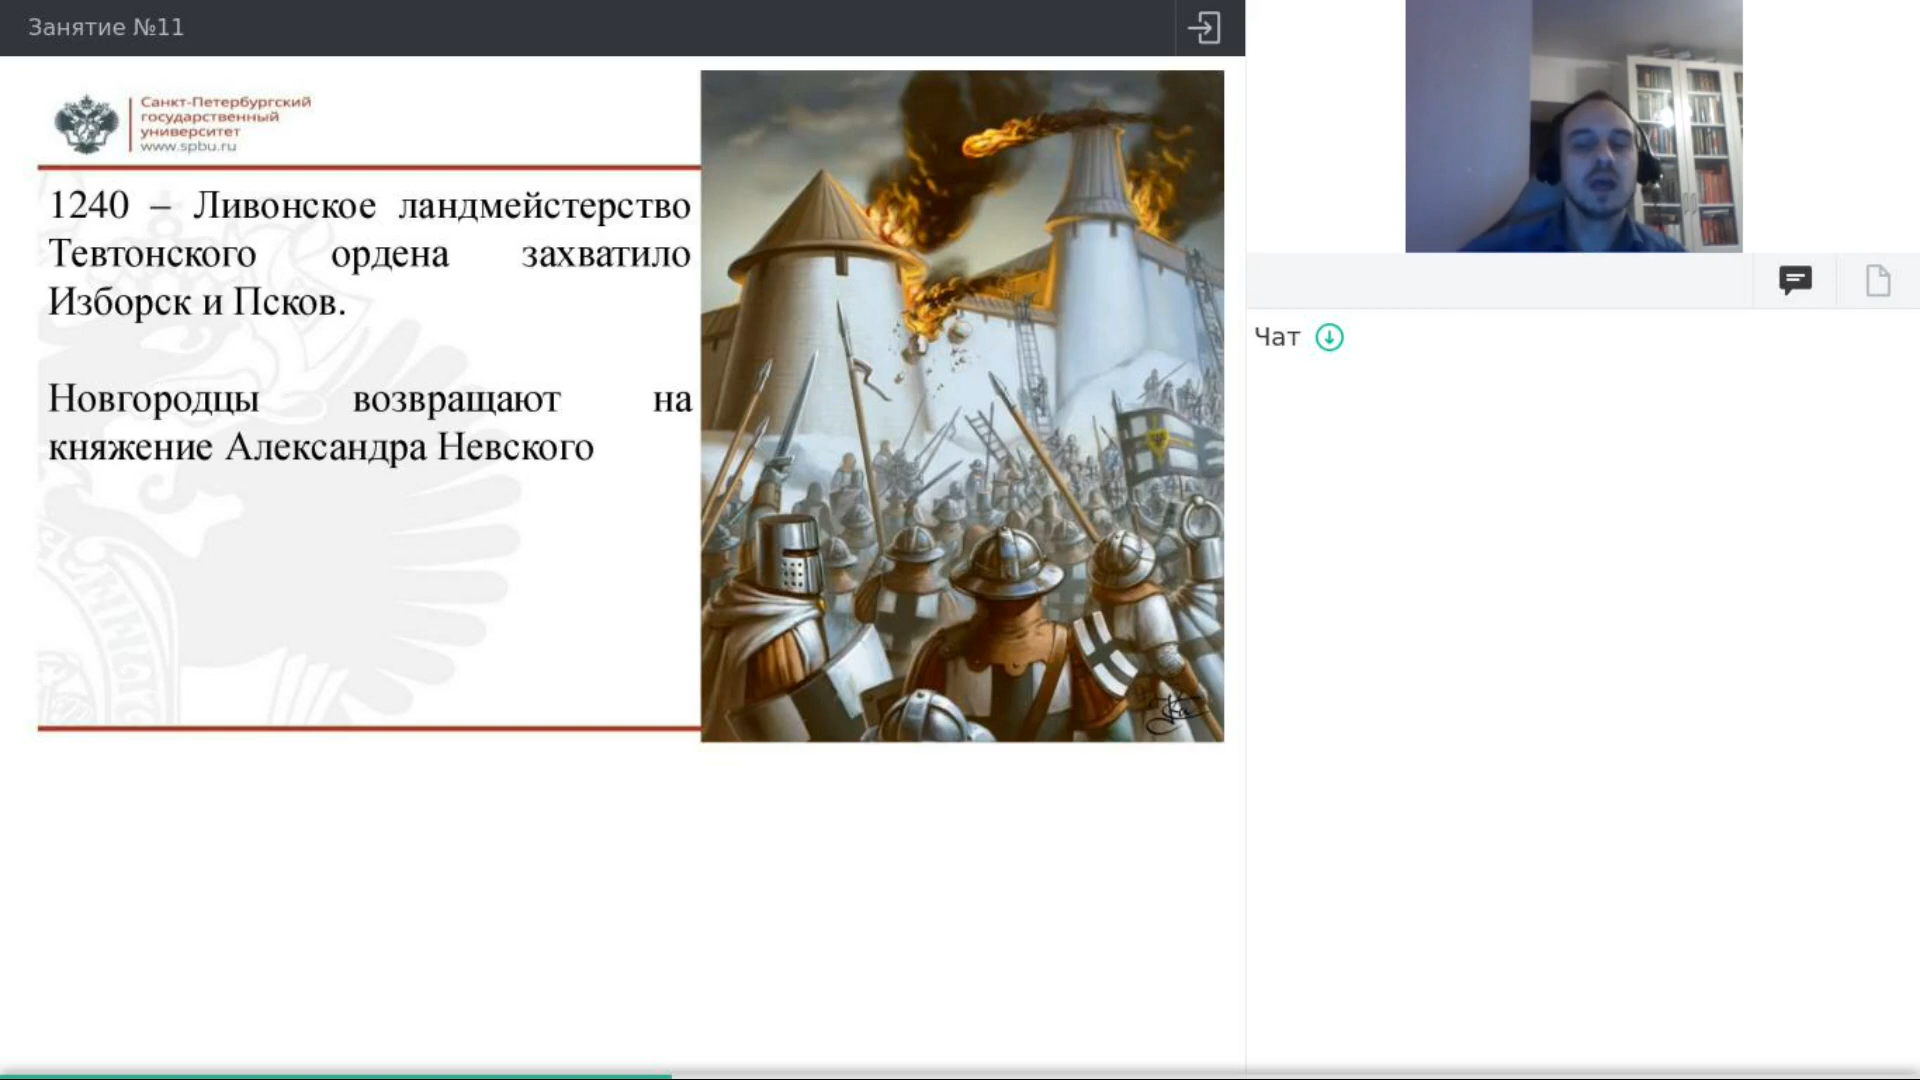 Занятие №11
Санкт-Петербургский
государственный
университет
www.spbu.ru
1240 – Ливонское ландмейстерство
Тевтонского ордена захватило
Изборск и Псков.
Новгородцы возвращают на
княжение Александра Невского
Чат